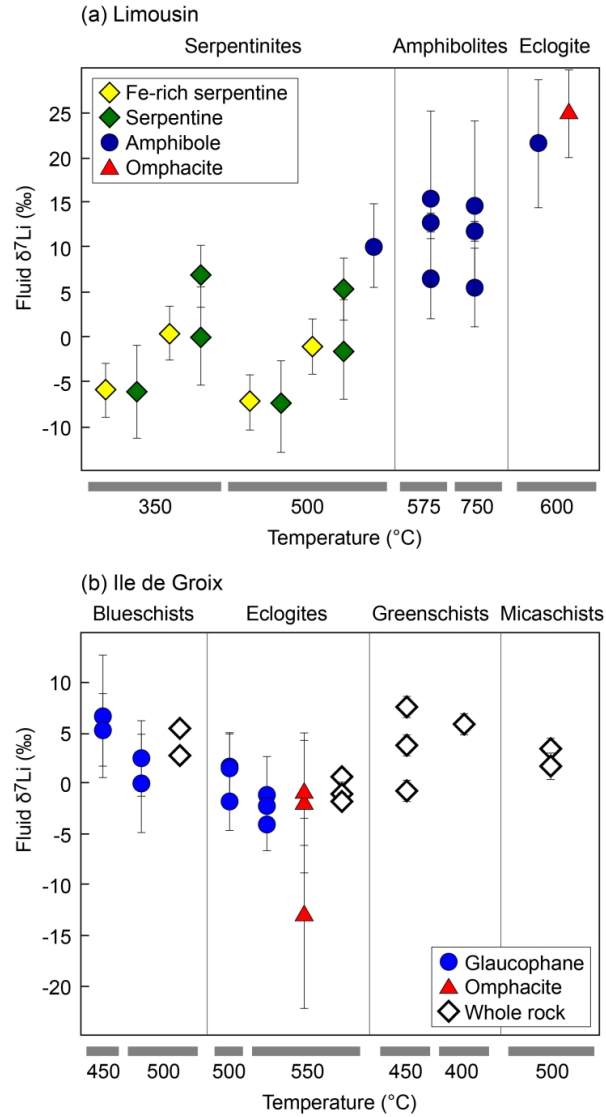 (a) Limousin
Serpentinites Amphibolites Eclogite
Fe-rich serpentine
Serpentine
Amphibole
Omphacite
25
20
15
10
5
0
-5
-10
Fluid δ⁷Li (‰)
350 500 575 750 600
Temperature (°C)
(b) Ile de Groix
Blueschists Eclogites Greenschists Micaschists
10
5
0
-5
-10
-15
-20
Fluid δ⁷Li (‰)
Glaucophane
Omphacite
Whole rock
450 500 500 550 450 400 500
Temperature (°C)